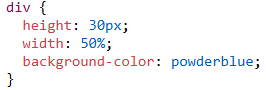 div {
  height: 30px;
  width: 50%;
  background-color: powderblue;
}